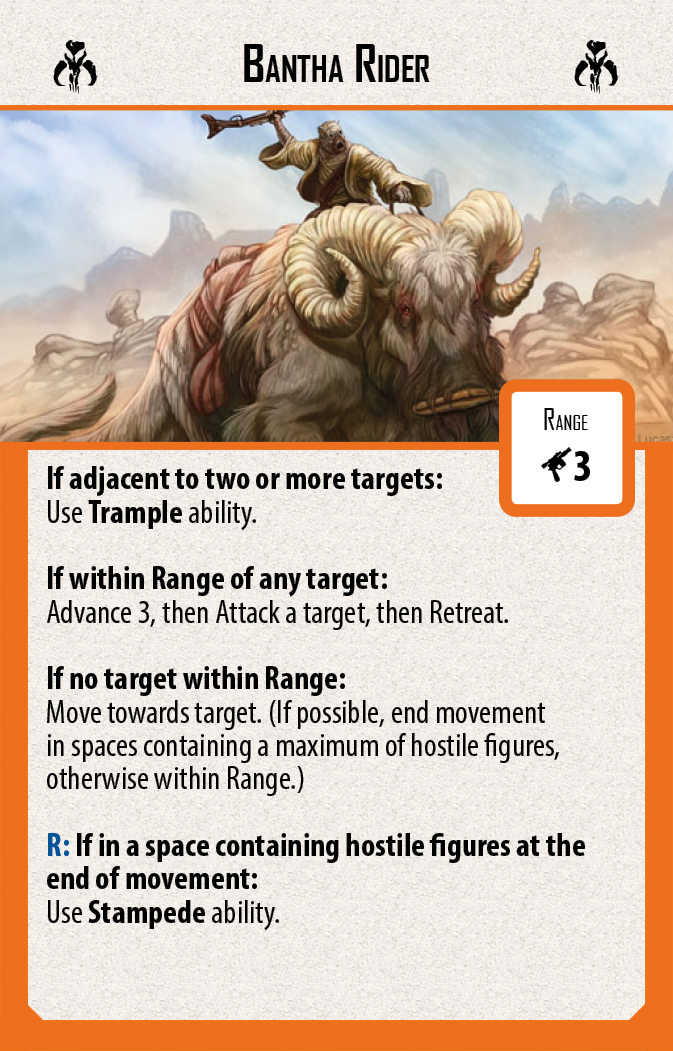 BANTHA RIDER
RANGE
3
Lucas
If adjacent to two or more targets:
Use Trample ability.
If within Range of any target:
Advance 3, then Attack a target, then Retreat.
If no target within Range:
Move towards target. (If possible, end movement
in spaces containing a maximum of hostile figures,
otherwise within Range.)
R: If in a space containing hostile figures at the
end of movement:
Use Stampede ability.